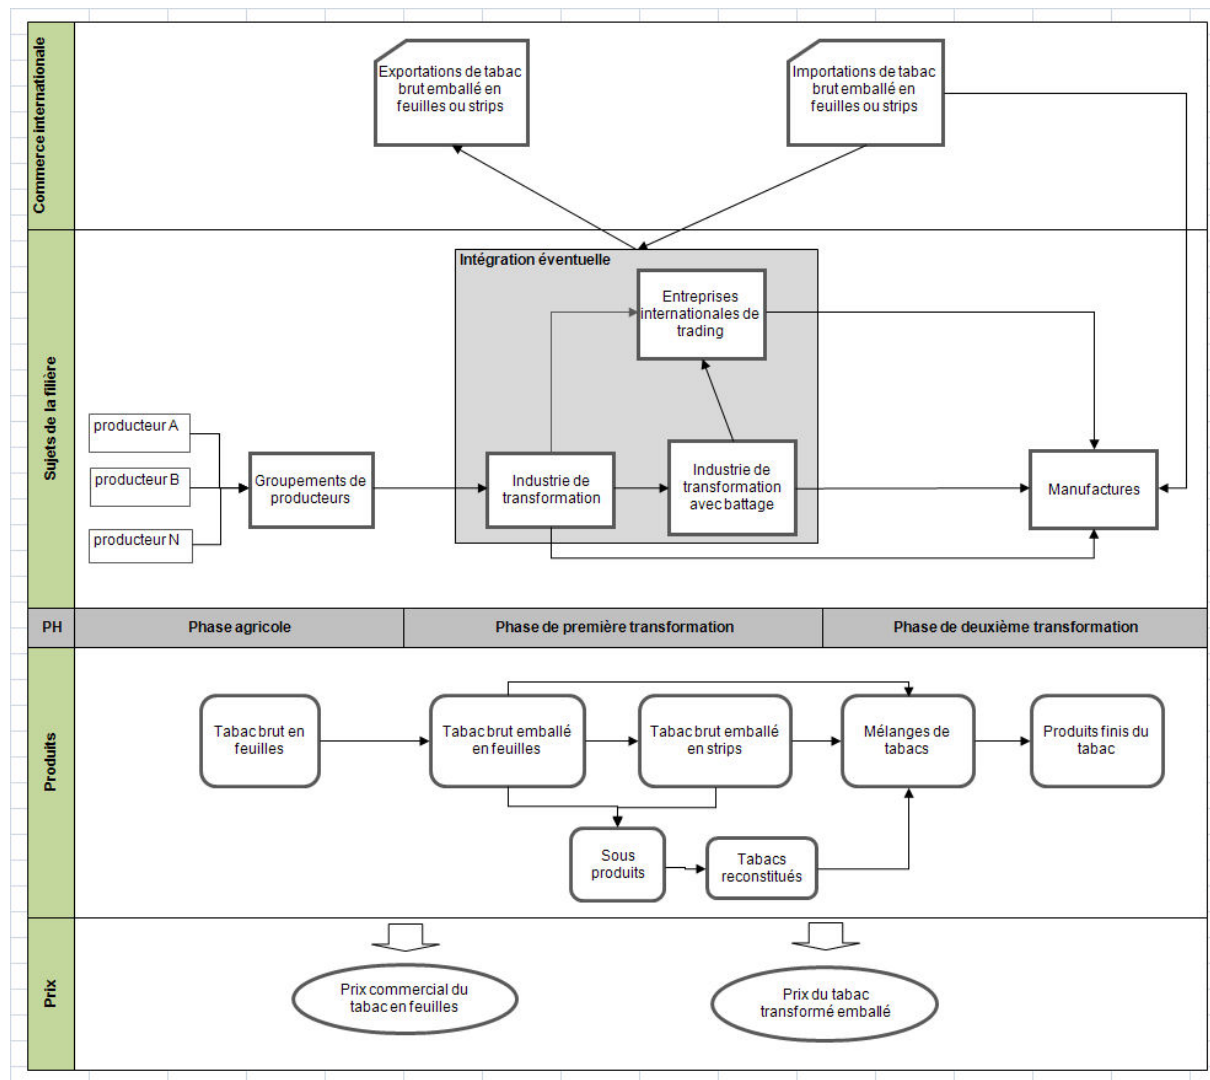 Commerce internationale
Exportations de tabac
brut emballé en
feuilles ou strips
Importations de tabac
brut emballé en
feuilles ou strips
Sujets de la filière
Intégration éventuelle
Entreprises
internationales de
trading
producteur A
producteur B
producteur N
Groupements de
producteurs
Industrie de
transformation
Industrie de
transformation
avec battage
Manufactures
PH
Phase agricole
Phase de première transformation
Phase de deuxième transformation
Produits
Tabac brut en
feuilles
Tabac brut emballé
en feuilles
Tabac brut emballé
en strips
Mélanges de
tabacs
Produits finis du
tabac
Sous
produits
Tabacs
reconstitués
Prix
Prix commercial du
tabac en feuilles
Prix du tabac
transformé emballé